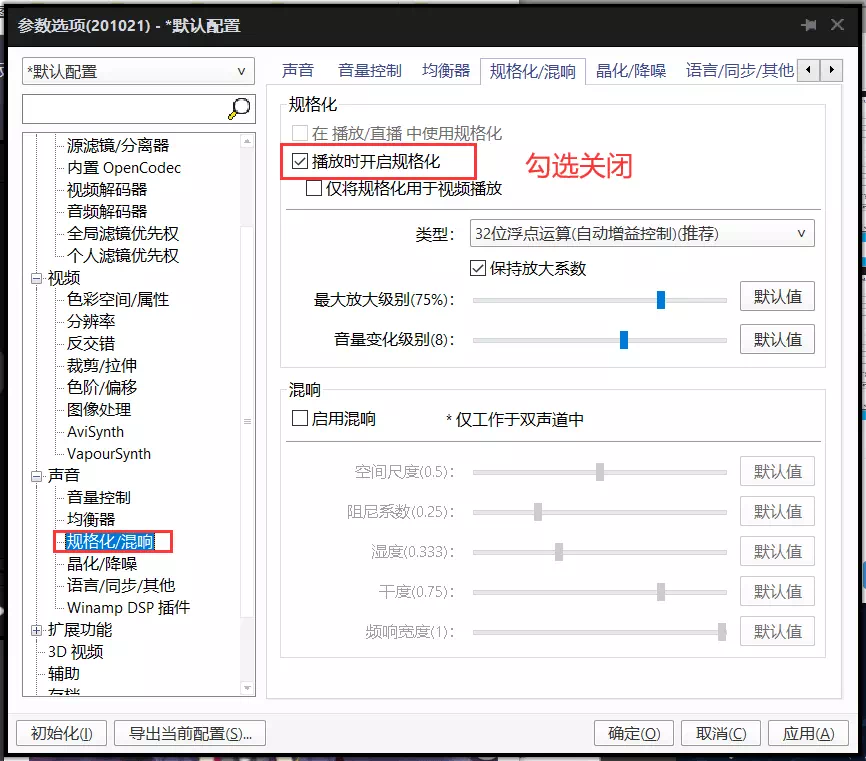 参数选项(201021) - *默认配置
*默认配置
声音 音量控制 均衡器 规格化/混响 晶化/降噪 语言/同步/其他
源滤镜/分离器
内置 OpenCodec
视频解码器
音频解码器
全局滤镜优先权
个人滤镜优先权
视频
色彩空间/属性
分辨率
反交错
裁剪/拉伸
色阶/偏移
图像处理
AviSynth
VapourSynth
声音
音量控制
均衡器
规格化/混响
晶化/降噪
语言/同步/其他
Winamp DSP 插件
扩展功能
3D 视频
辅助
存档
规格化
在 播放/直播 中使用规格化
播放时开启规格化
勾选关闭
仅将规格化用于视频播放
类型: 32位浮点运算(自动增益控制)(推荐)
保持放大系数
最大放大级别(75%): 默认值
音量变化级别(8): 默认值
混响
启用混响 * 仅工作于双声道中
空间尺度(0.5): 默认值
阻尼系数(0.25): 默认值
湿度(0.333): 默认值
干度(0.75): 默认值
频响宽度(1): 默认值
初始化(I) 导出当前配置(S)... 确定(O) 取消(C) 应用(A)